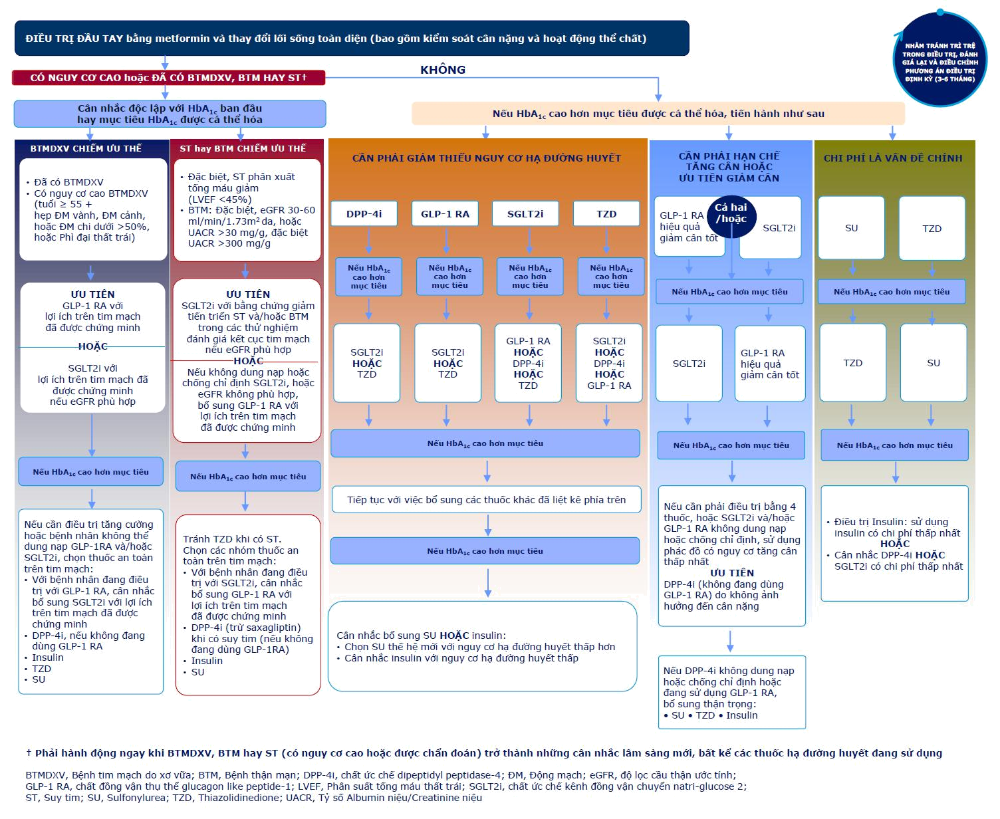 ĐIỀU TRỊ ĐẦU TAY bằng metformin và thay đổi lối sống toàn diện (bao gồm kiểm soát cân nặng và hoạt động thể chất)
NHẰM TRÁNH TRÌ TRỆ
TRONG ĐIỀU TRỊ, ĐÁNH
GIÁ LẠI VÀ ĐIỀU CHỈNH
PHƯƠNG ÁN ĐIỀU TRỊ
ĐỊNH KỲ (3-6 THÁNG)
CÓ NGUY CƠ CAO hoặc ĐÃ CÓ BTMDXV, BTM HAY ST†
KHÔNG
Cân nhắc độc lập với HbA1c ban đầu
hay mục tiêu HbA1c được cá thể hóa
Nếu HbA1c cao hơn mục tiêu được cá thể hóa, tiến hành như sau
BTMDXV CHIẾM ƯU THẾ
• Đã có BTMDXV
• Có nguy cơ cao BTMDXV
(tuổi ≥ 55 +
hẹp ĐM vành, ĐM cảnh,
hoặc ĐM chi dưới >50%,
hoặc Phì đại thất trái)
ƯU TIÊN
GLP-1 RA với
lợi ích trên tim mạch
đã được chứng minh
HOẶC
SGLT2i với
lợi ích trên tim mạch đã
được chứng minh
nếu eGFR phù hợp
Nếu HbA1c cao hơn mục tiêu
Nếu cần điều trị tăng cường
hoặc bệnh nhân không thể
dung nạp GLP-1RA và/hoặc
SGLT2i, chọn thuốc an toàn
trên tim mạch:
• Với bệnh nhân đang điều
trị với GLP-1 RA, cân nhắc
bổ sung SGLT2i với lợi ích
trên tim mạch đã được
chứng minh
• DPP-4i, nếu không đang
dùng GLP-1 RA
• Insulin
• TZD
• SU
ST hay BTM CHIẾM ƯU THẾ
• Đặc biệt, ST phân xuất
tống máu giảm
(LVEF <45%)
• BTM: Đặc biệt, eGFR 30-60
ml/min/1.73m² da, hoặc
UACR >30 mg/g, đặc biệt
UACR >300 mg/g
ƯU TIÊN
SGLT2i với bằng chứng giảm
tiến triển ST và/hoặc BTM
trong các thử nghiệm
đánh giá kết cục tim mạch
nếu eGFR phù hợp
HOẶC
Nếu không dung nạp hoặc
chống chỉ định SGLT2i, hoặc
eGFR không phù hợp,
bổ sung GLP-1 RA với
lợi ích trên tim mạch
đã được chứng minh
Nếu HbA1c cao hơn mục tiêu
Tránh TZD khi có ST.
Chọn các nhóm thuốc an
toàn trên tim mạch:
• Với bệnh nhân đang điều
trị với SGLT2i, cân nhắc
bổ sung GLP-1 RA với
lợi ích trên tim mạch
đã được chứng minh
• DPP-4i (trừ saxagliptin)
khi có suy tim (nếu không
đang dùng GLP-1RA)
• Insulin
• SU
CẦN PHẢI GIẢM THIỂU NGUY CƠ HẠ ĐƯỜNG HUYẾT
DPP-4i
GLP-1 RA
SGLT2i
TZD
Nếu HbA1c
cao hơn
mục tiêu
Nếu HbA1c
cao hơn
mục tiêu
Nếu HbA1c
cao hơn
mục tiêu
Nếu HbA1c
cao hơn
mục tiêu
SGLT2i
HOẶC
TZD
SGLT2i
HOẶC
TZD
GLP-1 RA
HOẶC
DPP-4i
HOẶC
TZD
SGLT2i
HOẶC
DPP-4i
HOẶC
GLP-1 RA
Nếu HbA1c cao hơn mục tiêu
Tiếp tục với việc bổ sung các thuốc khác đã liệt kê phía trên
Nếu HbA1c cao hơn mục tiêu
Cân nhắc bổ sung SU HOẶC insulin:
• Chọn SU thế hệ mới với nguy cơ hạ đường huyết thấp hơn
• Cân nhắc insulin với nguy cơ hạ đường huyết thấp
CẦN PHẢI HẠN CHẾ
TĂNG CÂN HOẶC
ƯU TIÊN GIẢM CÂN
GLP-1 RA
hiệu quả
giảm cân tốt
Cả hai
/hoặc
SGLT2i
Nếu HbA1c cao hơn mục tiêu
SGLT2i
GLP-1 RA
hiệu quả
giảm cân tốt
Nếu HbA1c cao hơn mục tiêu
Nếu cần phải điều trị bằng 4
thuốc, hoặc SGLT2i và/hoặc
GLP-1 RA không dung nạp
hoặc chống chỉ định, sử dụng
phác đồ có nguy cơ tăng cân
thấp nhất
ƯU TIÊN
DPP-4i (không đang dùng
GLP-1 RA) do không ảnh
hưởng đến cân nặng
Nếu DPP-4i không dung nạp
hoặc chống chỉ định hoặc
đang sử dụng GLP-1 RA,
bổ sung thận trọng:
• SU • TZD • Insulin
CHI PHÍ LÀ VẤN ĐỀ CHÍNH
SU
TZD
Nếu HbA1c cao hơn mục tiêu
TZD
SU
Nếu HbA1c cao hơn mục tiêu
• Điều trị Insulin: sử dụng
insulin có chi phí thấp nhất
HOẶC
• Cân nhắc DPP-4i HOẶC
SGLT2i có chi phí thấp nhất
† Phải hành động ngay khi BTMDXV, BTM hay ST (có nguy cơ cao hoặc được chẩn đoán) trở thành những cân nhắc lâm sàng mới, bất kể các thuốc hạ đường huyết đang sử dụng
BTMDXV, Bệnh tim mạch do xơ vữa; BTM, Bệnh thận mạn; DPP-4i, chất ức chế dipeptidyl peptidase-4; ĐM, Động mạch; eGFR, độ lọc cầu thận ước tính;
GLP-1 RA, chất đồng vận thụ thể glucagon like peptide-1; LVEF, Phân suất tống máu thất trái; SGLT2i, chất ức chế kênh đồng vận chuyển natri-glucose 2;
ST, Suy tim; SU, Sulfonylurea; TZD, Thiazolidinedione; UACR, Tỷ số Albumin niệu/Creatinine niệu